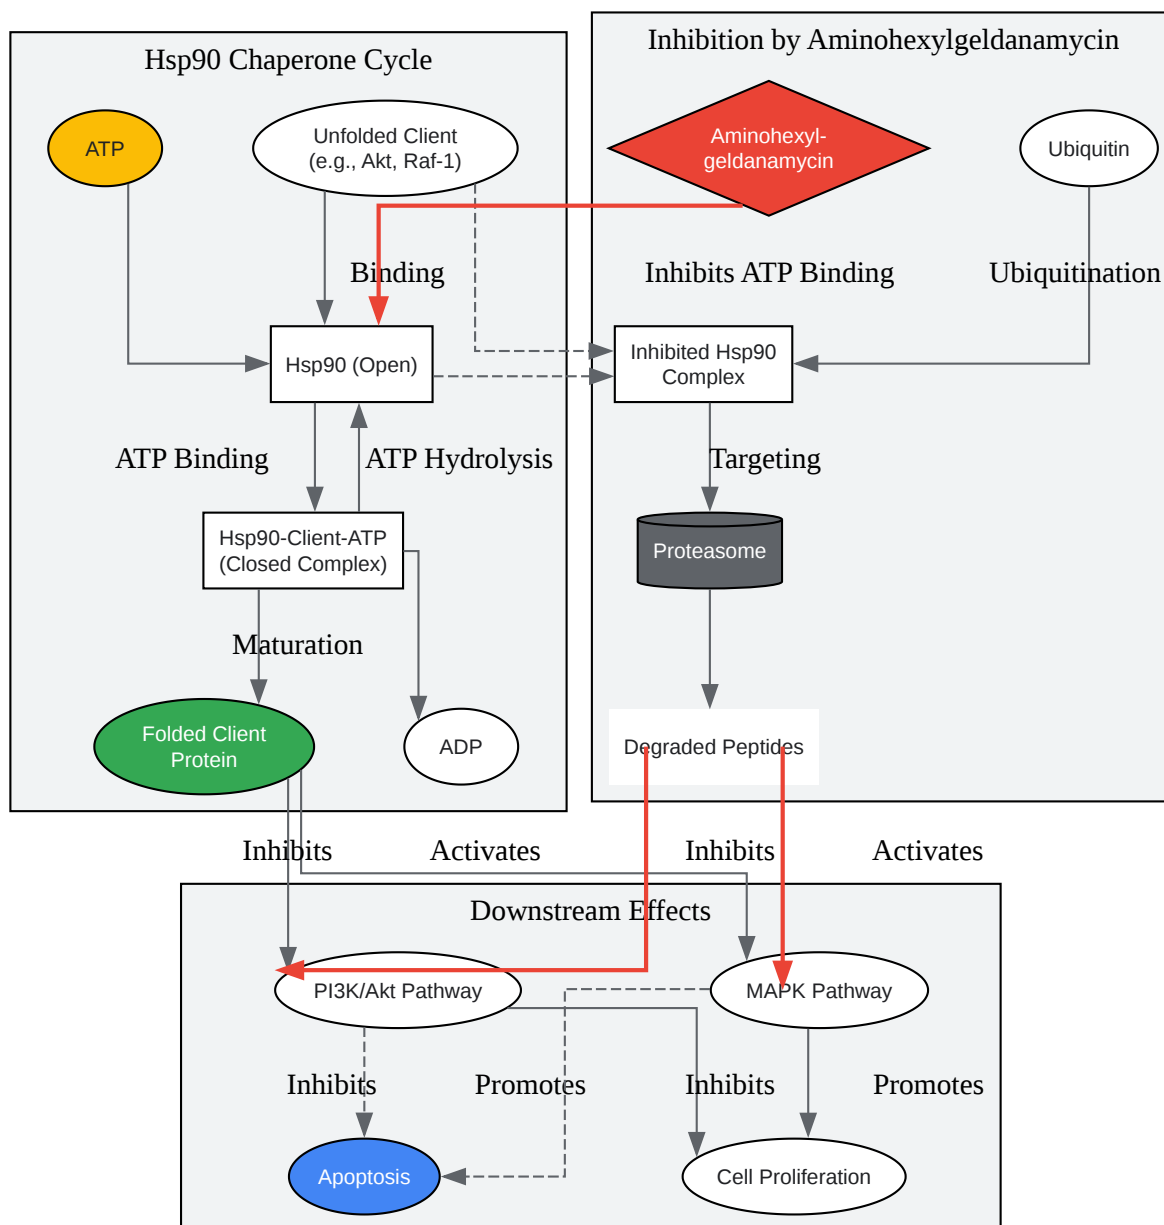 Hsp90 Chaperone Cycle
Inhibition by Aminohexylgeldanamycin
ATP
Unfolded Client
(e.g., Akt, Raf-1)
Aminohexyl-
geldanamycin
Ubiquitin
Binding
Inhibits ATP Binding
Ubiquitination
Hsp90 (Open)
Inhibited Hsp90
Complex
ATP Binding
ATP Hydrolysis
Targeting
Hsp90-Client-ATP
(Closed Complex)
Proteasome
Maturation
Folded Client
Protein
ADP
Degraded Peptides
Inhibits
Activates
Inhibits
Activates
Downstream Effects
PI3K/Akt Pathway
MAPK Pathway
Inhibits
Promotes
Inhibits
Promotes
Apoptosis
Cell Proliferation